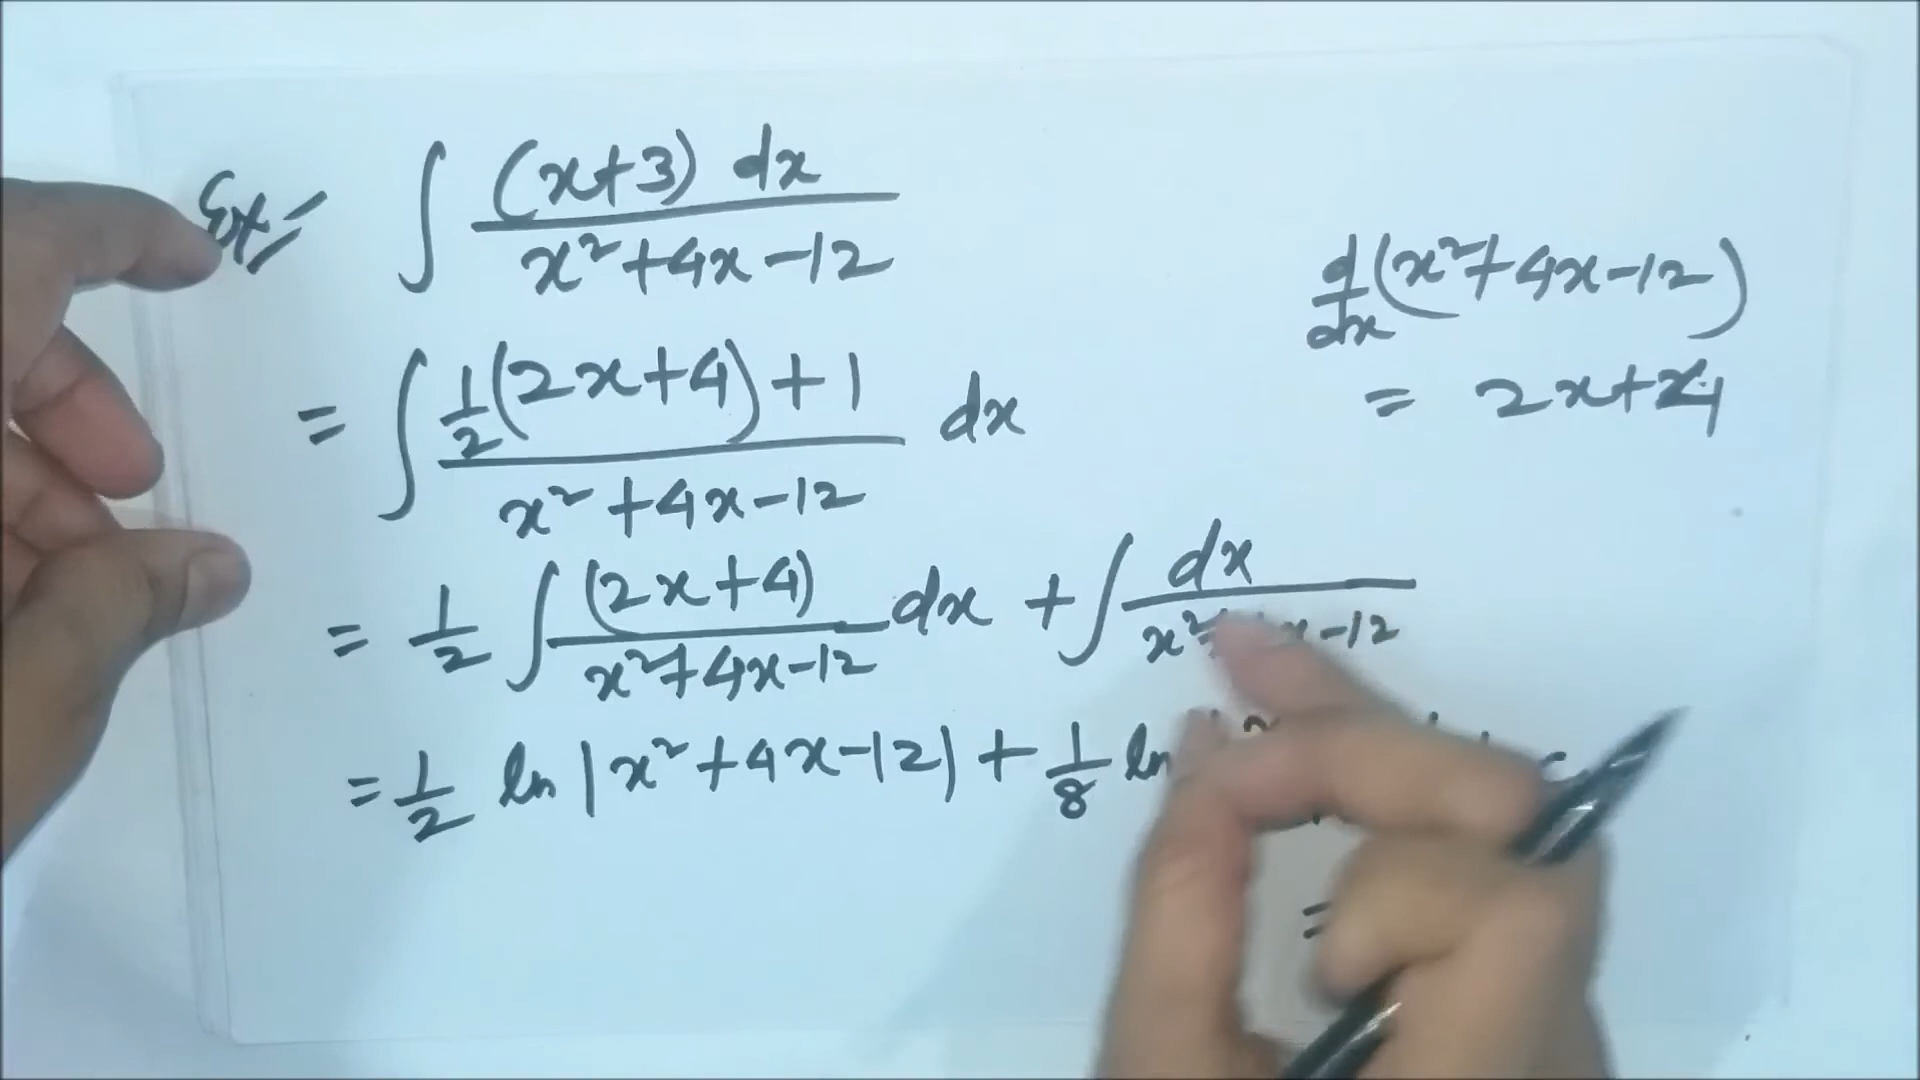 Ex:- ∫ (x+3) dx / x²+4x-12
d/dx (x²+4x-12)
= 2x+4
= ∫ ½(2x+4)+1 / x²+4x-12 dx
= ½ ∫ (2x+4) / x²+4x-12 dx + ∫ dx / x² x-12
= ½ ln |x²+4x-12| + ⅛ ln
=